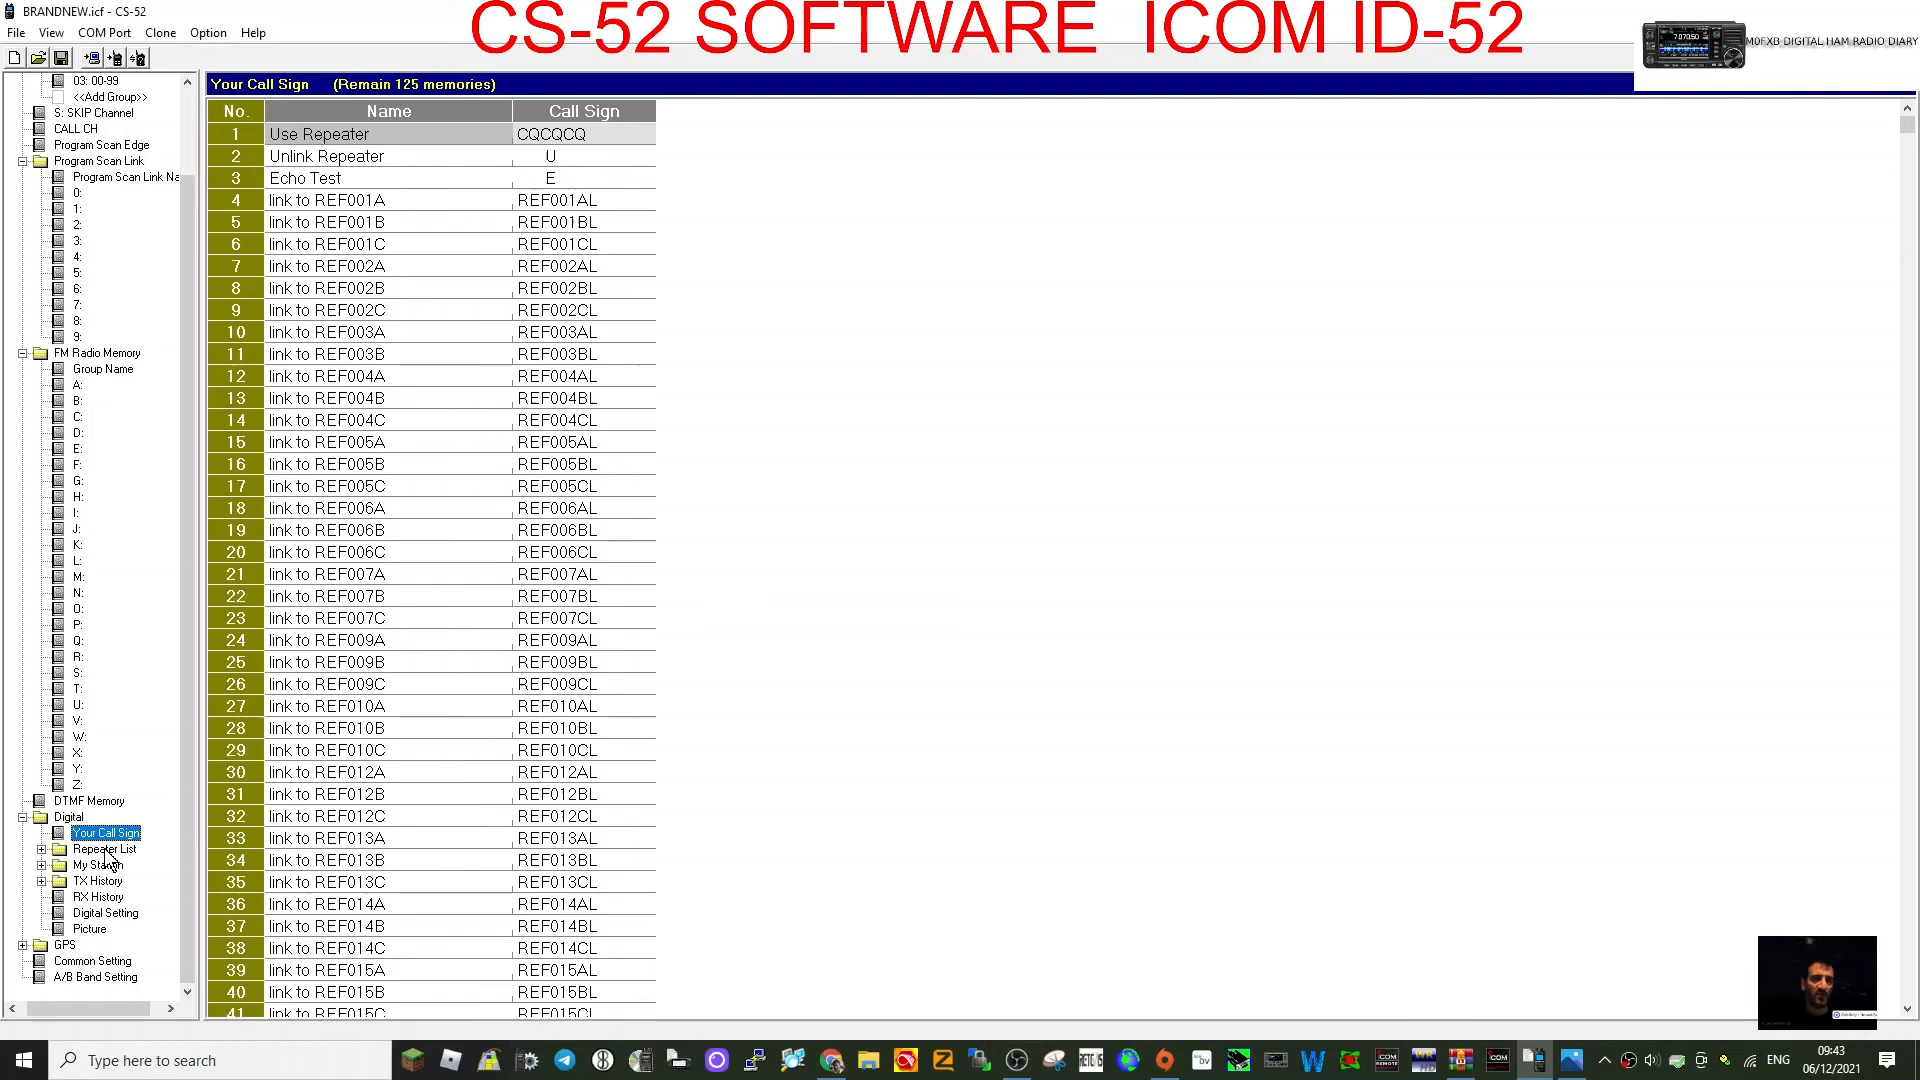 BRANDNEW.icf - CS-52
File View COM Port Clone Option Help
CS-52 SOFTWARE ICOM ID-52
M0FXB DIGITAL HAM RADIO DIARY
03: 00-99
<<Add Group>>
S: SKIP Channel
CALL CH
Program Scan Edge
Program Scan Link
Program Scan Link Na
0:
1:
2:
3:
4:
5:
6:
7:
8:
9:
FM Radio Memory
Group Name
A:
B:
C:
D:
E:
F:
G:
H:
I:
J:
K:
L:
M:
N:
O:
P:
Q:
R:
S:
T:
U:
V:
W:
X:
Y:
Z:
DTMF Memory
Digital
Your Call Sign
Repeater List
My Station
TX History
RX History
Digital Setting
Picture
GPS
Common Setting
A/B Band Setting
Your Call Sign (Remain 125 memories)
No. Name Call Sign
1 Use Repeater CQCQCQ
2 Unlink Repeater U
3 Echo Test E
4 link to REF001A REF001AL
5 link to REF001B REF001BL
6 link to REF001C REF001CL
7 link to REF002A REF002AL
8 link to REF002B REF002BL
9 link to REF002C REF002CL
10 link to REF003A REF003AL
11 link to REF003B REF003BL
12 link to REF004A REF004AL
13 link to REF004B REF004BL
14 link to REF004C REF004CL
15 link to REF005A REF005AL
16 link to REF005B REF005BL
17 link to REF005C REF005CL
18 link to REF006A REF006AL
19 link to REF006B REF006BL
20 link to REF006C REF006CL
21 link to REF007A REF007AL
22 link to REF007B REF007BL
23 link to REF007C REF007CL
24 link to REF009A REF009AL
25 link to REF009B REF009BL
26 link to REF009C REF009CL
27 link to REF010A REF010AL
28 link to REF010B REF010BL
29 link to REF010C REF010CL
30 link to REF012A REF012AL
31 link to REF012B REF012BL
32 link to REF012C REF012CL
33 link to REF013A REF013AL
34 link to REF013B REF013BL
35 link to REF013C REF013CL
36 link to REF014A REF014AL
37 link to REF014B REF014BL
38 link to REF014C REF014CL
39 link to REF015A REF015AL
40 link to REF015B REF015BL
41 link to REF015C REF015CL
Type here to search
ENG
09:43
06/12/2021